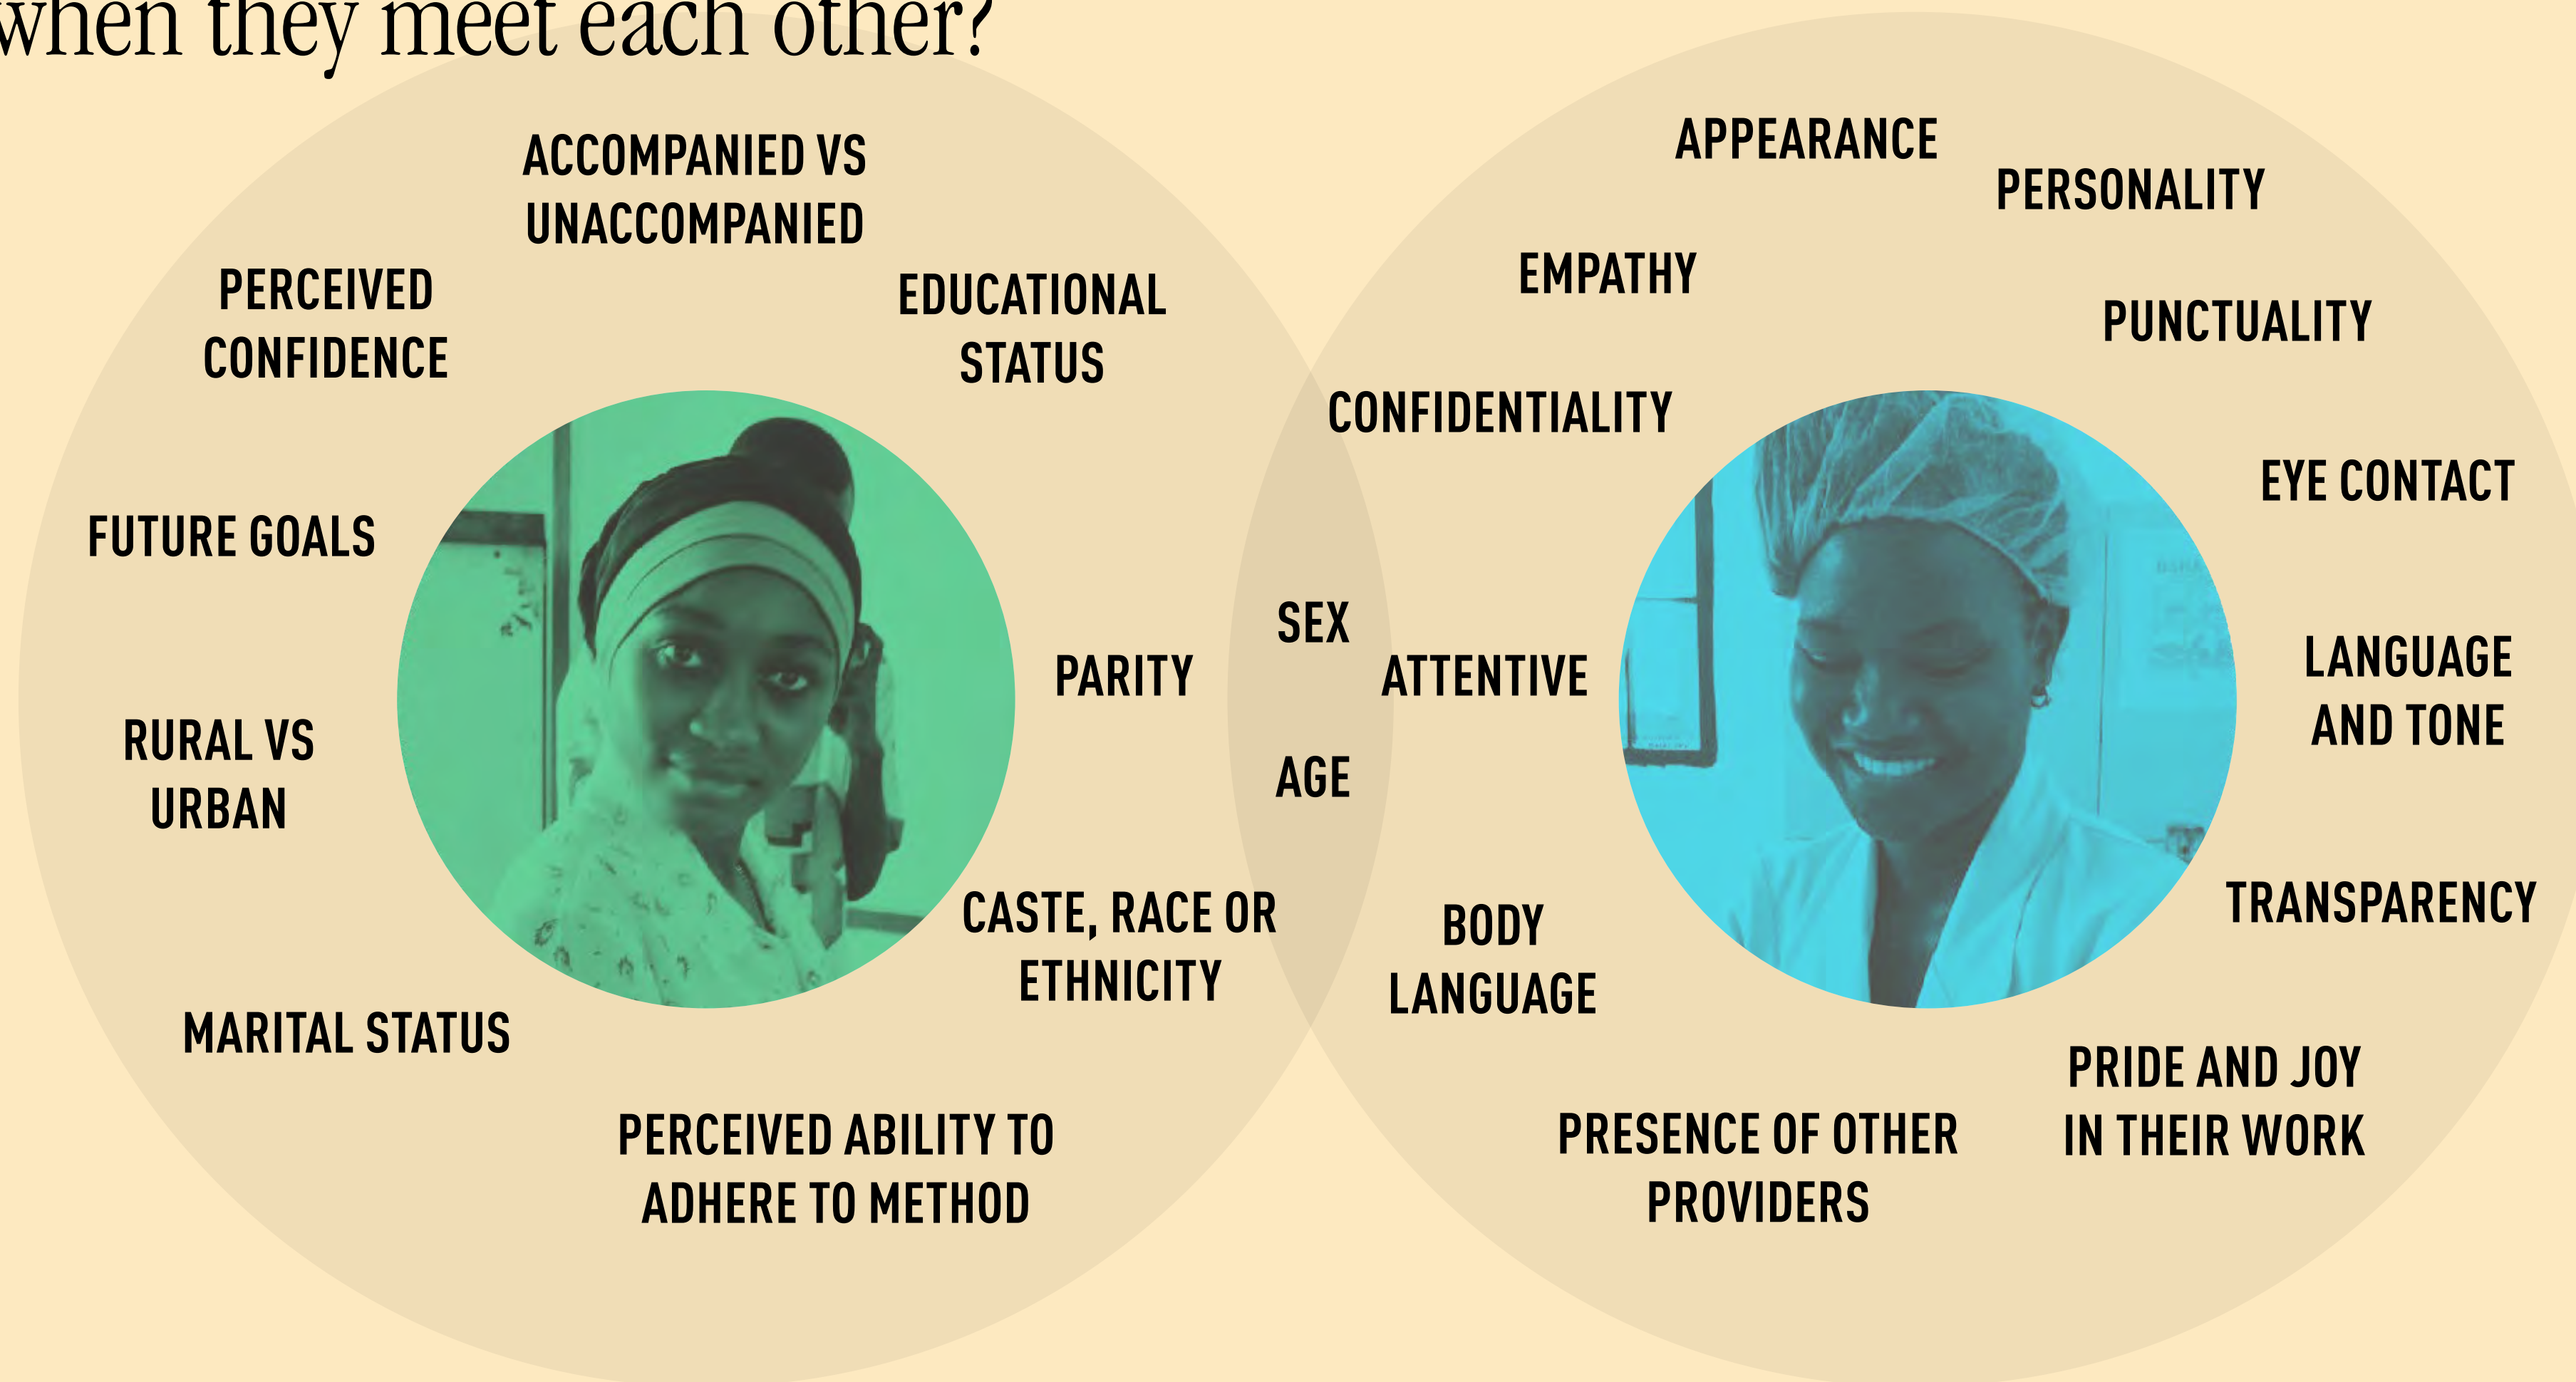 when they meet each other?
ACCOMPANIED VS
UNACCOMPANIED
PERCEIVED
CONFIDENCE
EDUCATIONAL
STATUS
FUTURE GOALS
PARITY
RURAL VS
URBAN
CASTE, RACE OR
ETHNICITY
MARITAL STATUS
PERCEIVED ABILITY TO
ADHERE TO METHOD
SEX
AGE
APPEARANCE
PERSONALITY
EMPATHY
PUNCTUALITY
CONFIDENTIALITY
EYE CONTACT
ATTENTIVE
LANGUAGE
AND TONE
TRANSPARENCY
BODY
LANGUAGE
PRIDE AND JOY
IN THEIR WORK
PRESENCE OF OTHER
PROVIDERS